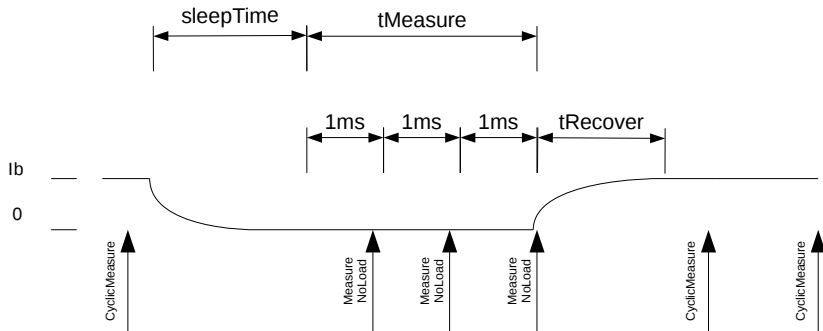 sleepTime
tMeasure
1ms
1ms
1ms
tRecover
Ib
0
CyclicMeasure
Measure
NoLoad
Measure
NoLoad
Measure
NoLoad
CyclicMeasure
CyclicMeasure